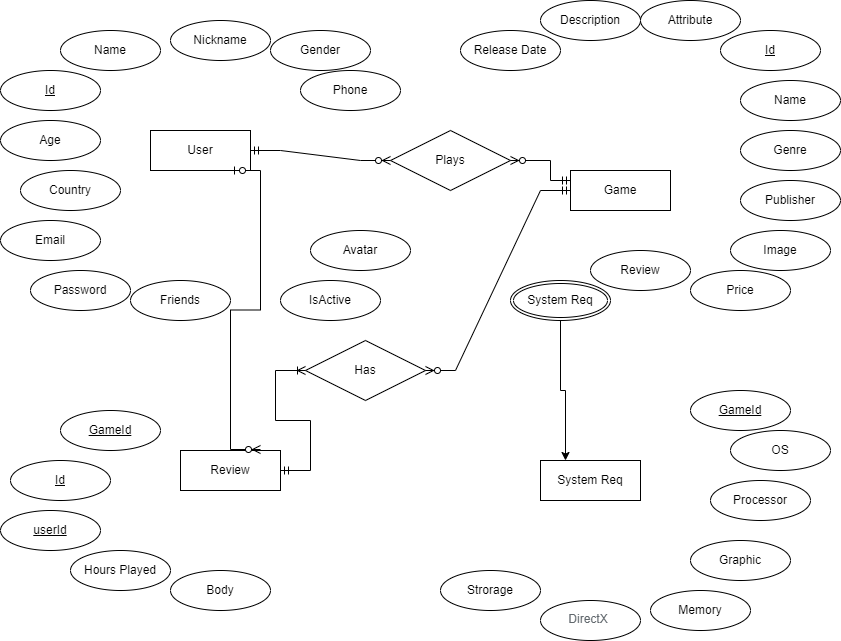 Description
Attribute
Nickname
Name
Gender
Release Date
Id
Id
Phone
Name
Age
User
Plays
Genre
Country
Game
Publisher
Email
Avatar
Image
Review
Password
Friends
IsActive
System Req
Price
Has
GameId
GameId
OS
Id
Review
System Req
Processor
userId
Hours Played
Graphic
Body
Strorage
Memory
DirectX